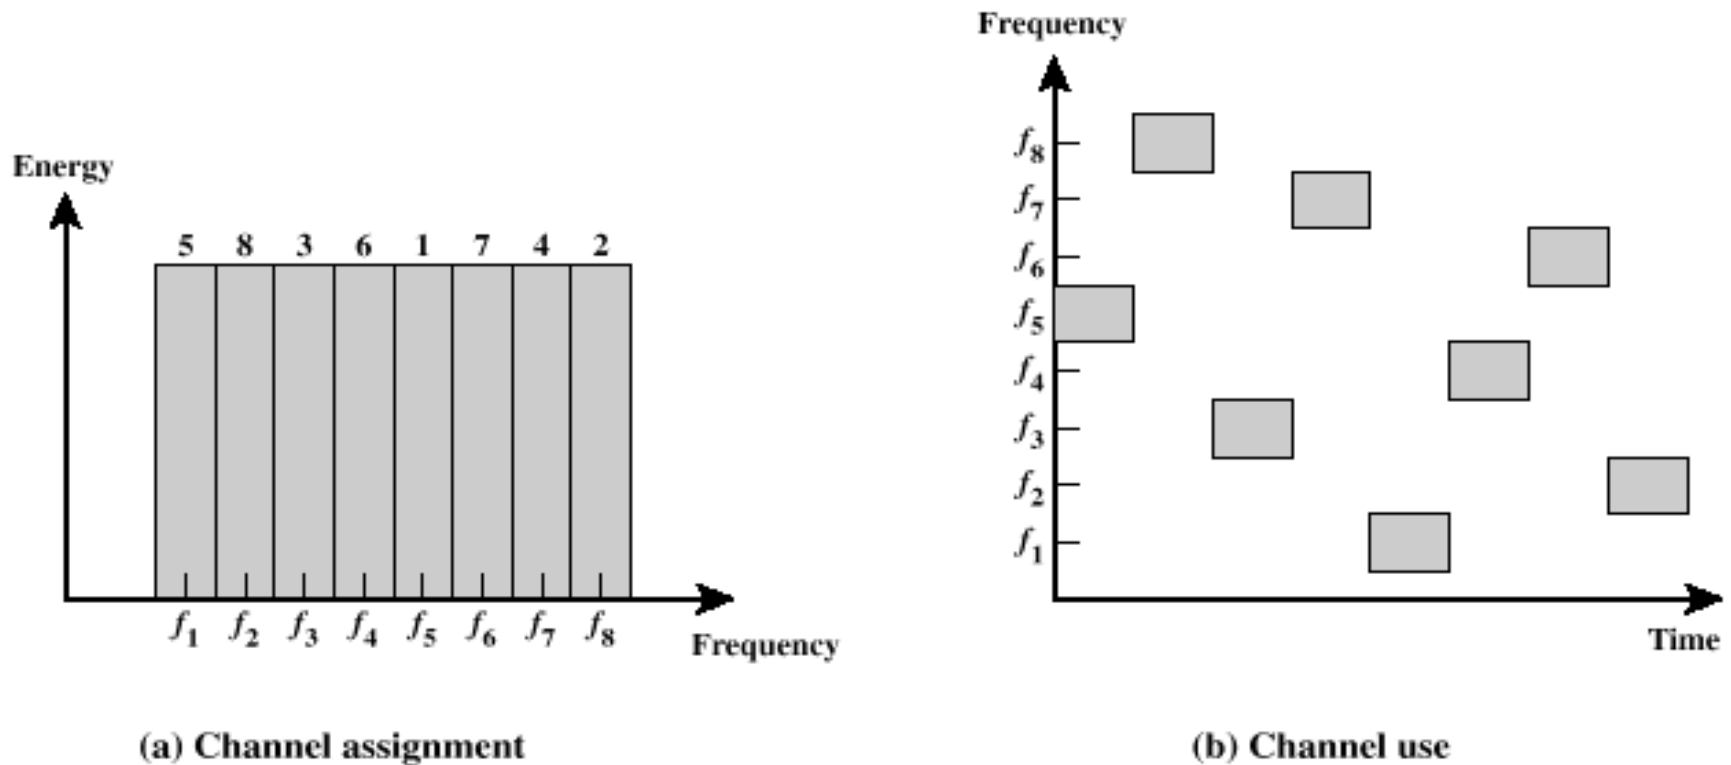 Energy
5 8 3 6 1 7 4 2
f1 f2 f3 f4 f5 f6 f7 f8
Frequency
(a) Channel assignment
Frequency
f8
f7
f6
f5
f4
f3
f2
f1
Time
(b) Channel use